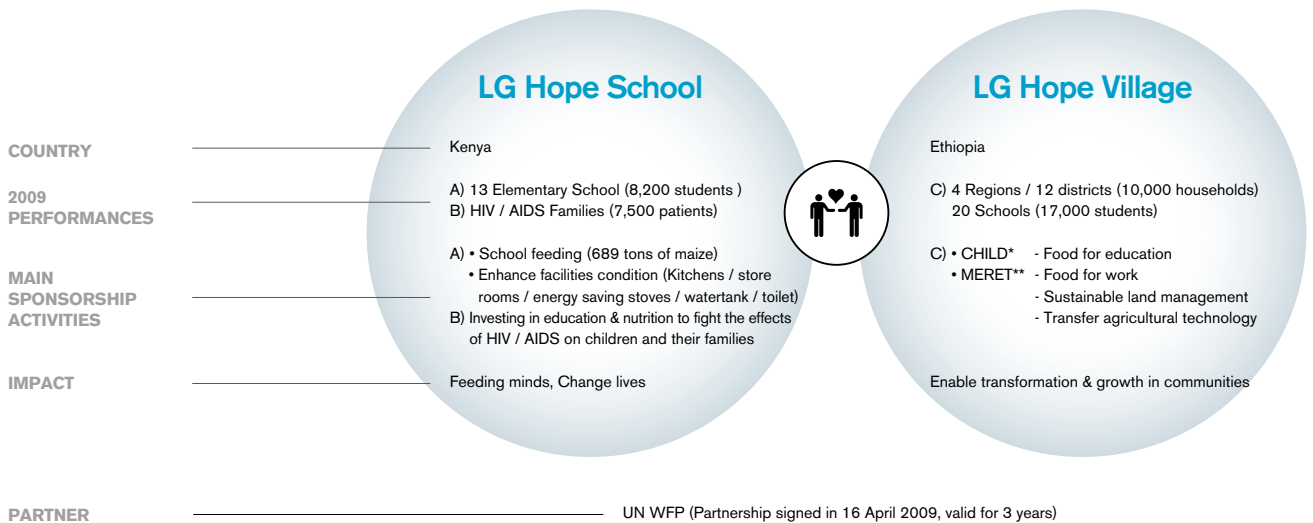 LG Hope School
LG Hope Village
COUNTRY
Kenya
Ethiopia
2009
PERFORMANCES
A) 13 Elementary School (8,200 students )
B) HIV / AIDS Families (7,500 patients)
C) 4 Regions / 12 districts (10,000 households)
20 Schools (17,000 students)
MAIN
SPONSORSHIP
ACTIVITIES
A) • School feeding (689 tons of maize)
• Enhance facilities condition (Kitchens / store
rooms / energy saving stoves / watertank / toilet)
B) Investing in education & nutrition to fight the effects
of HIV / AIDS on children and their families
C) • CHILD* - Food for education
• MERET** - Food for work
- Sustainable land management
- Transfer agricultural technology
IMPACT
Feeding minds, Change lives
Enable transformation & growth in communities
PARTNER
UN WFP (Partnership signed in 16 April 2009, valid for 3 years)